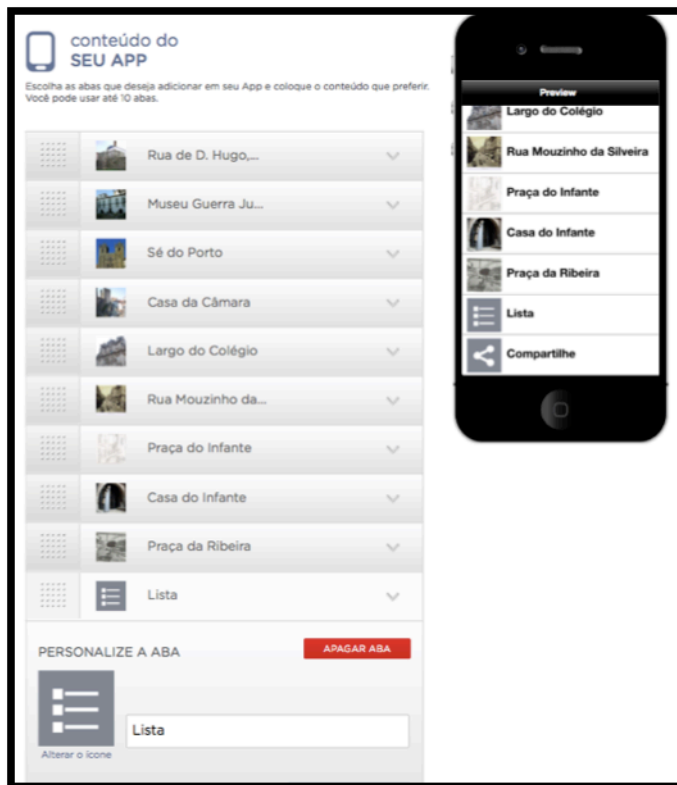 conteúdo do
SEU APP
Escolha as abas que deseja adicionar em seu App e coloque o conteúdo que preferir.
Você pode usar até 10 abas.
Rua de D. Hugo,...
Museu Guerra Ju...
Sé do Porto
Casa da Câmara
Largo do Colégio
Rua Mouzinho da...
Praça do Infante
Casa do Infante
Praça da Ribeira
Lista
PERSONALIZE A ABA
APAGAR ABA
Lista
Alterar o ícone
Preview
Largo do Colégio
Rua Mouzinho da Silveira
Praça do Infante
Casa do Infante
Praça da Ribeira
Lista
Compartilhe